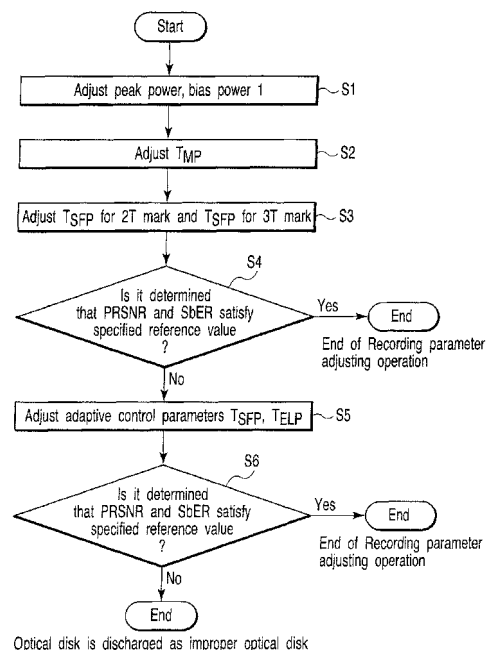 Start
Adjust peak power, bias power 1
S1
Adjust TMP
S2
Adjust TSFP for 2T mark and TSFP for 3T mark
S3
S4
Is it determined
that PRSNR and SbER satisfy
specified reference value
?
Yes
End
End of Recording parameter
adjusting operation
No
Adjust adaptive control parameters TSFP, TELP
S5
S6
Is it determined
that PRSNR and SbER satisfy
specified reference value
?
Yes
End
End of Recording parameter
adjusting operation
No
End
Optical disk is discharged as improper optical disk